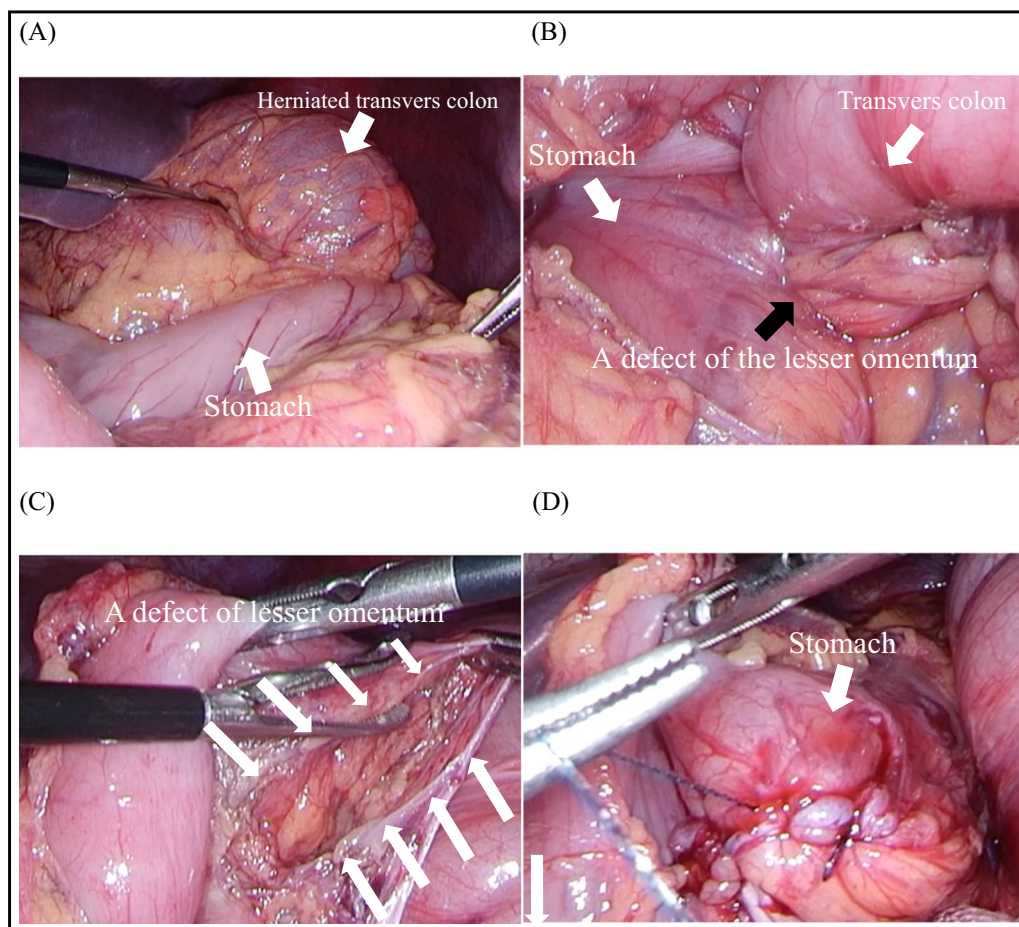 (A)
(B)
Herniated transvers colon
Transvers colon
Stomach
Stomach
A defect of the lesser omentum
(C)
(D)
A defect of lesser omentum
Stomach